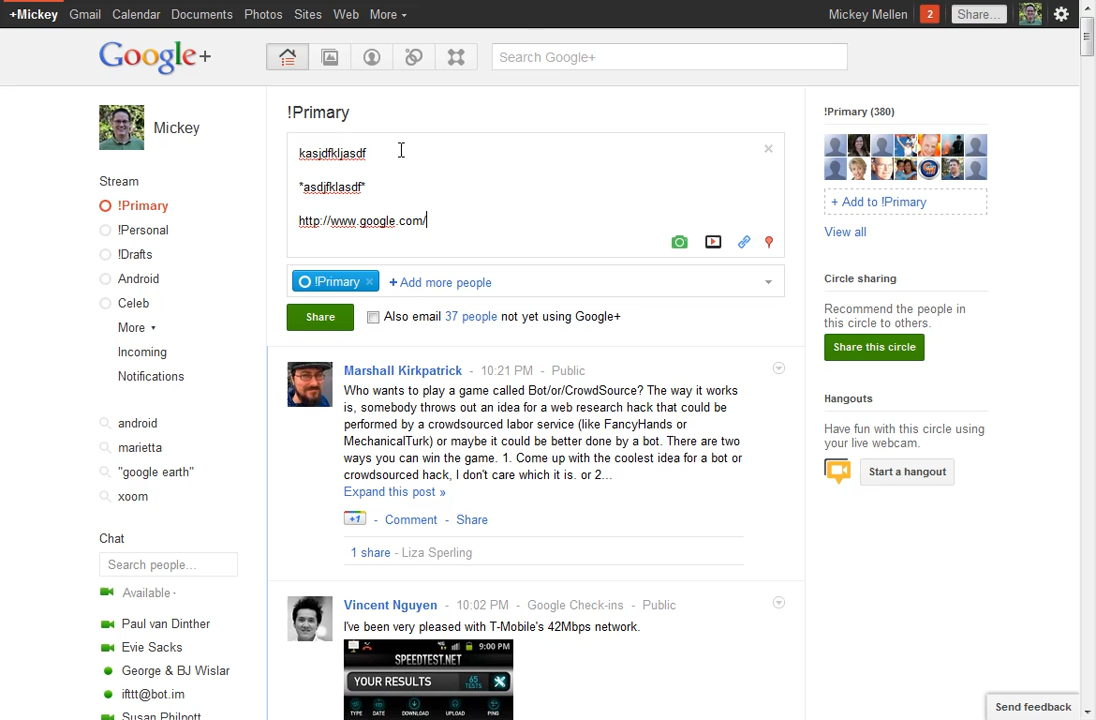 +Mickey Gmail Calendar Documents Photos Sites Web More
Mickey Mellen 2 Share...
Google+
Search Google+
Mickey
Stream
!Primary
!Personal
!Drafts
Android
Celeb
More
Incoming
Notifications
android
marietta
"google earth"
xoom
Chat
Search people...
Available
Paul van Dinther
Evie Sacks
George & BJ Wislar
ifttt@bot.im
Susan Philpott
!Primary
kasjdfkljasdf
*asdjfklasdf*
http://www.google.com/
!Primary × + Add more people
Share Also email 37 people not yet using Google+
Marshall Kirkpatrick - 10:21 PM - Public
Who wants to play a game called Bot/or/CrowdSource? The way it works
is, somebody throws out an idea for a web research hack that could be
performed by a crowdsourced labor service (like FancyHands or
MechanicalTurk) or maybe it could be better done by a bot. There are two
ways you can win the game. 1. Come up with the coolest idea for a bot or
crowdsourced hack, I don't care which it is. or 2...
Expand this post »
+1 - Comment - Share
1 share - Liza Sperling
Vincent Nguyen - 10:02 PM - Google Check-ins - Public
I've been very pleased with T-Mobile's 42Mbps network.
9:00 PM
SPEEDTEST.NET
YOUR RESULTS 65 TESTS
TYPE DATE DOWNLOAD UPLOAD PING
!Primary (380)
+ Add to !Primary
View all
Circle sharing
Recommend the people in
this circle to others.
Share this circle
Hangouts
Have fun with this circle using
your live webcam.
Start a hangout
Send feedback